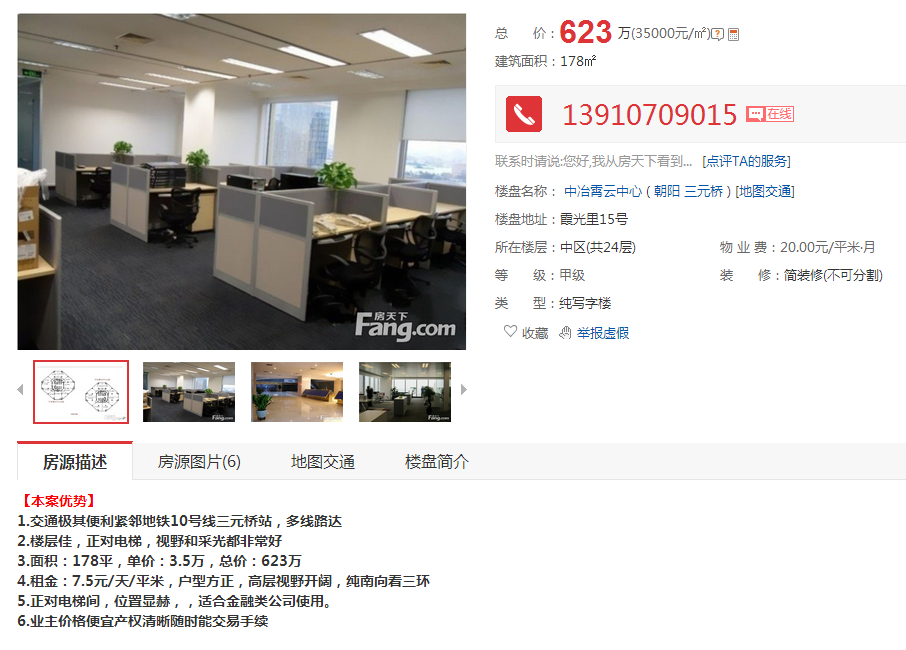 总 价：623 万(35000元/㎡)
建筑面积：178㎡
13910709015 在线
联系时请说:您好,我从房天下看到... [点评TA的服务]
楼盘名称： 中冶霄云中心 ( 朝阳 三元桥 ) [地图交通]
楼盘地址：霞光里15号
所在楼层：中区(共24层) 物 业 费：20.00元/平米·月
等 级：甲级 装 修：简装修(不可分割)
类 型：纯写字楼
收藏 举报虚假
房天下
Fang.com
房源描述 房源图片(6) 地图交通 楼盘简介
【本案优势】
1.交通极其便利紧邻地铁10号线三元桥站，多线路达
2.楼层佳，正对电梯，视野和采光都非常好
3.面积：178平，单价：3.5万，总价：623万
4.租金：7.5元/天/平米，户型方正，高层视野开阔，纯南向看三环
5.正对电梯间，位置显赫，，适合金融类公司使用。
6.业主价格便宜产权清晰随时能交易手续